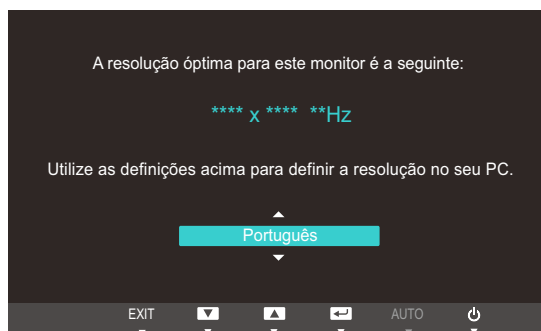 A resolução óptima para este monitor é a seguinte:
**** x **** **Hz
Utilize as definições acima para definir a resolução no seu PC.
Português
EXIT AUTO